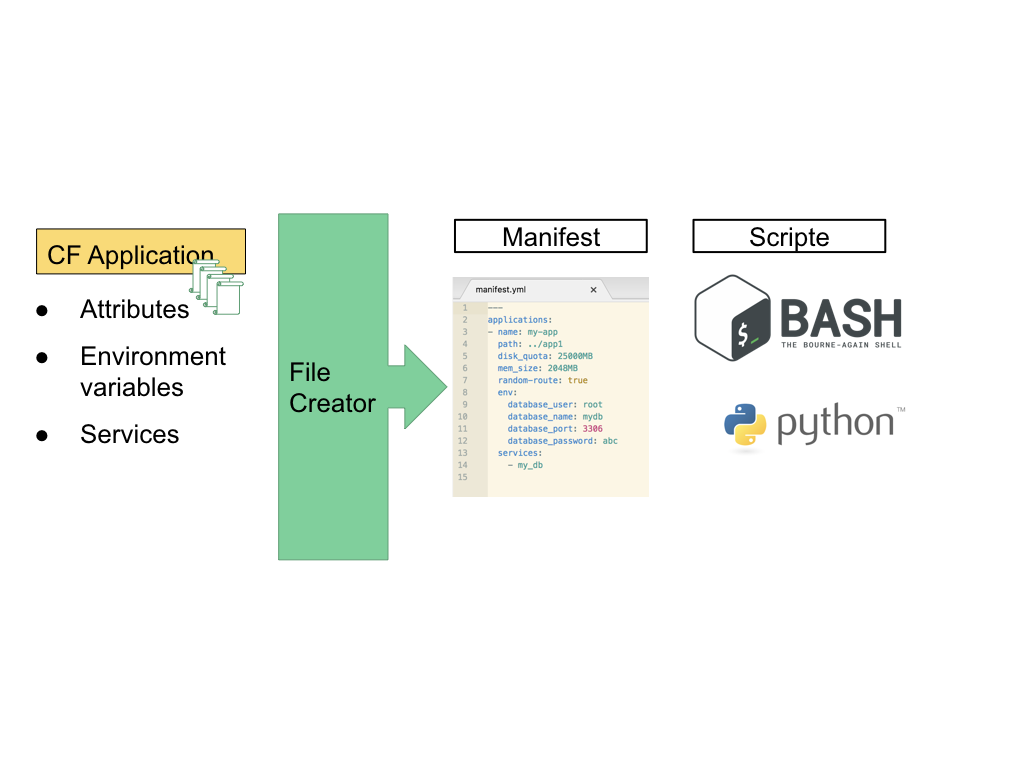 CF Application
● Attributes
● Environment
variables
● Services
File
Creator
Manifest
manifest.yml ×
1 ---
2 applications:
3 - name: my-app
4 path: ../app1
5 disk_quota: 25000MB
6 mem_size: 2048MB
7 random-route: true
8 env:
9 database_user: root
10 database_name: mydb
11 database_port: 3306
12 database_password: abc
13 services:
14 - my_db
15
Scripte
$_
BASH
THE BOURNE-AGAIN SHELL
python™